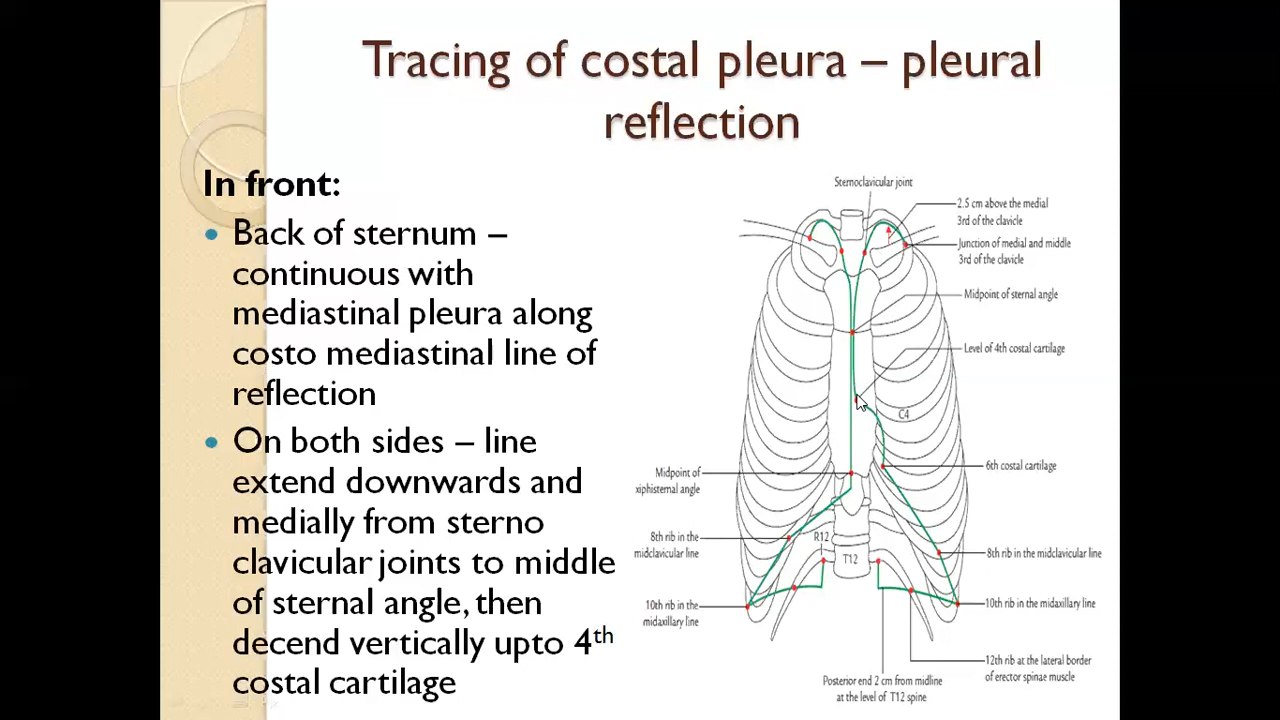 Tracing of costal pleura – pleural
reflection
In front:
Back of sternum –
continuous with
mediastinal pleura along
costo mediastinal line of
reflection
On both sides – line
extend downwards and
medially from sterno
clavicular joints to middle
of sternal angle, then
decend vertically upto 4th
costal cartilage
Sternoclavicular joint
2.5 cm above the medial
3rd of the clavicle
Junction of medial and middle
3rd of the clavicle
Midpoint of sternal angle
Level of 4th costal cartilage
C4
6th costal cartilage
Midpoint of
xiphisternal angle
8th rib in the
midclavicular line
R12
T12
8th rib in the midclavicular line
10th rib in the
midaxillary line
10th rib in the midaxillary line
12th rib at the lateral border
of erector spinae muscle
Posterior end 2 cm from midline
at the level of T12 spine